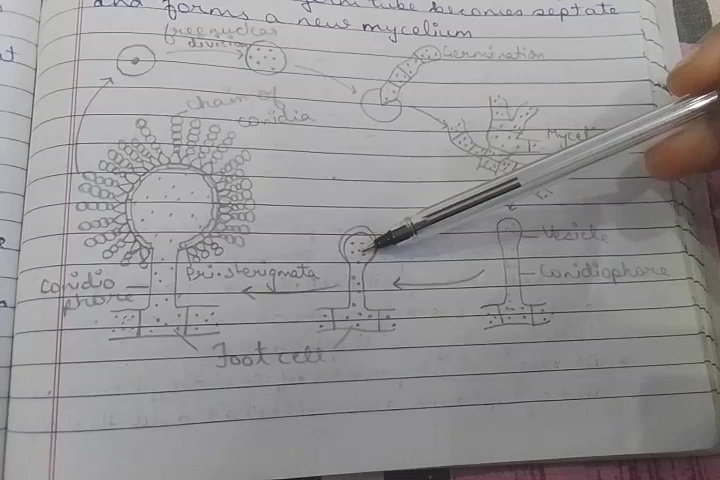 and forms a new mycelium tube becomes septate
free nuclear
division
Germination
chain of
conidia
Mycel
Vesicle
Conidiophore
Pri. sterigmata
Conidio
phore
Foot cell